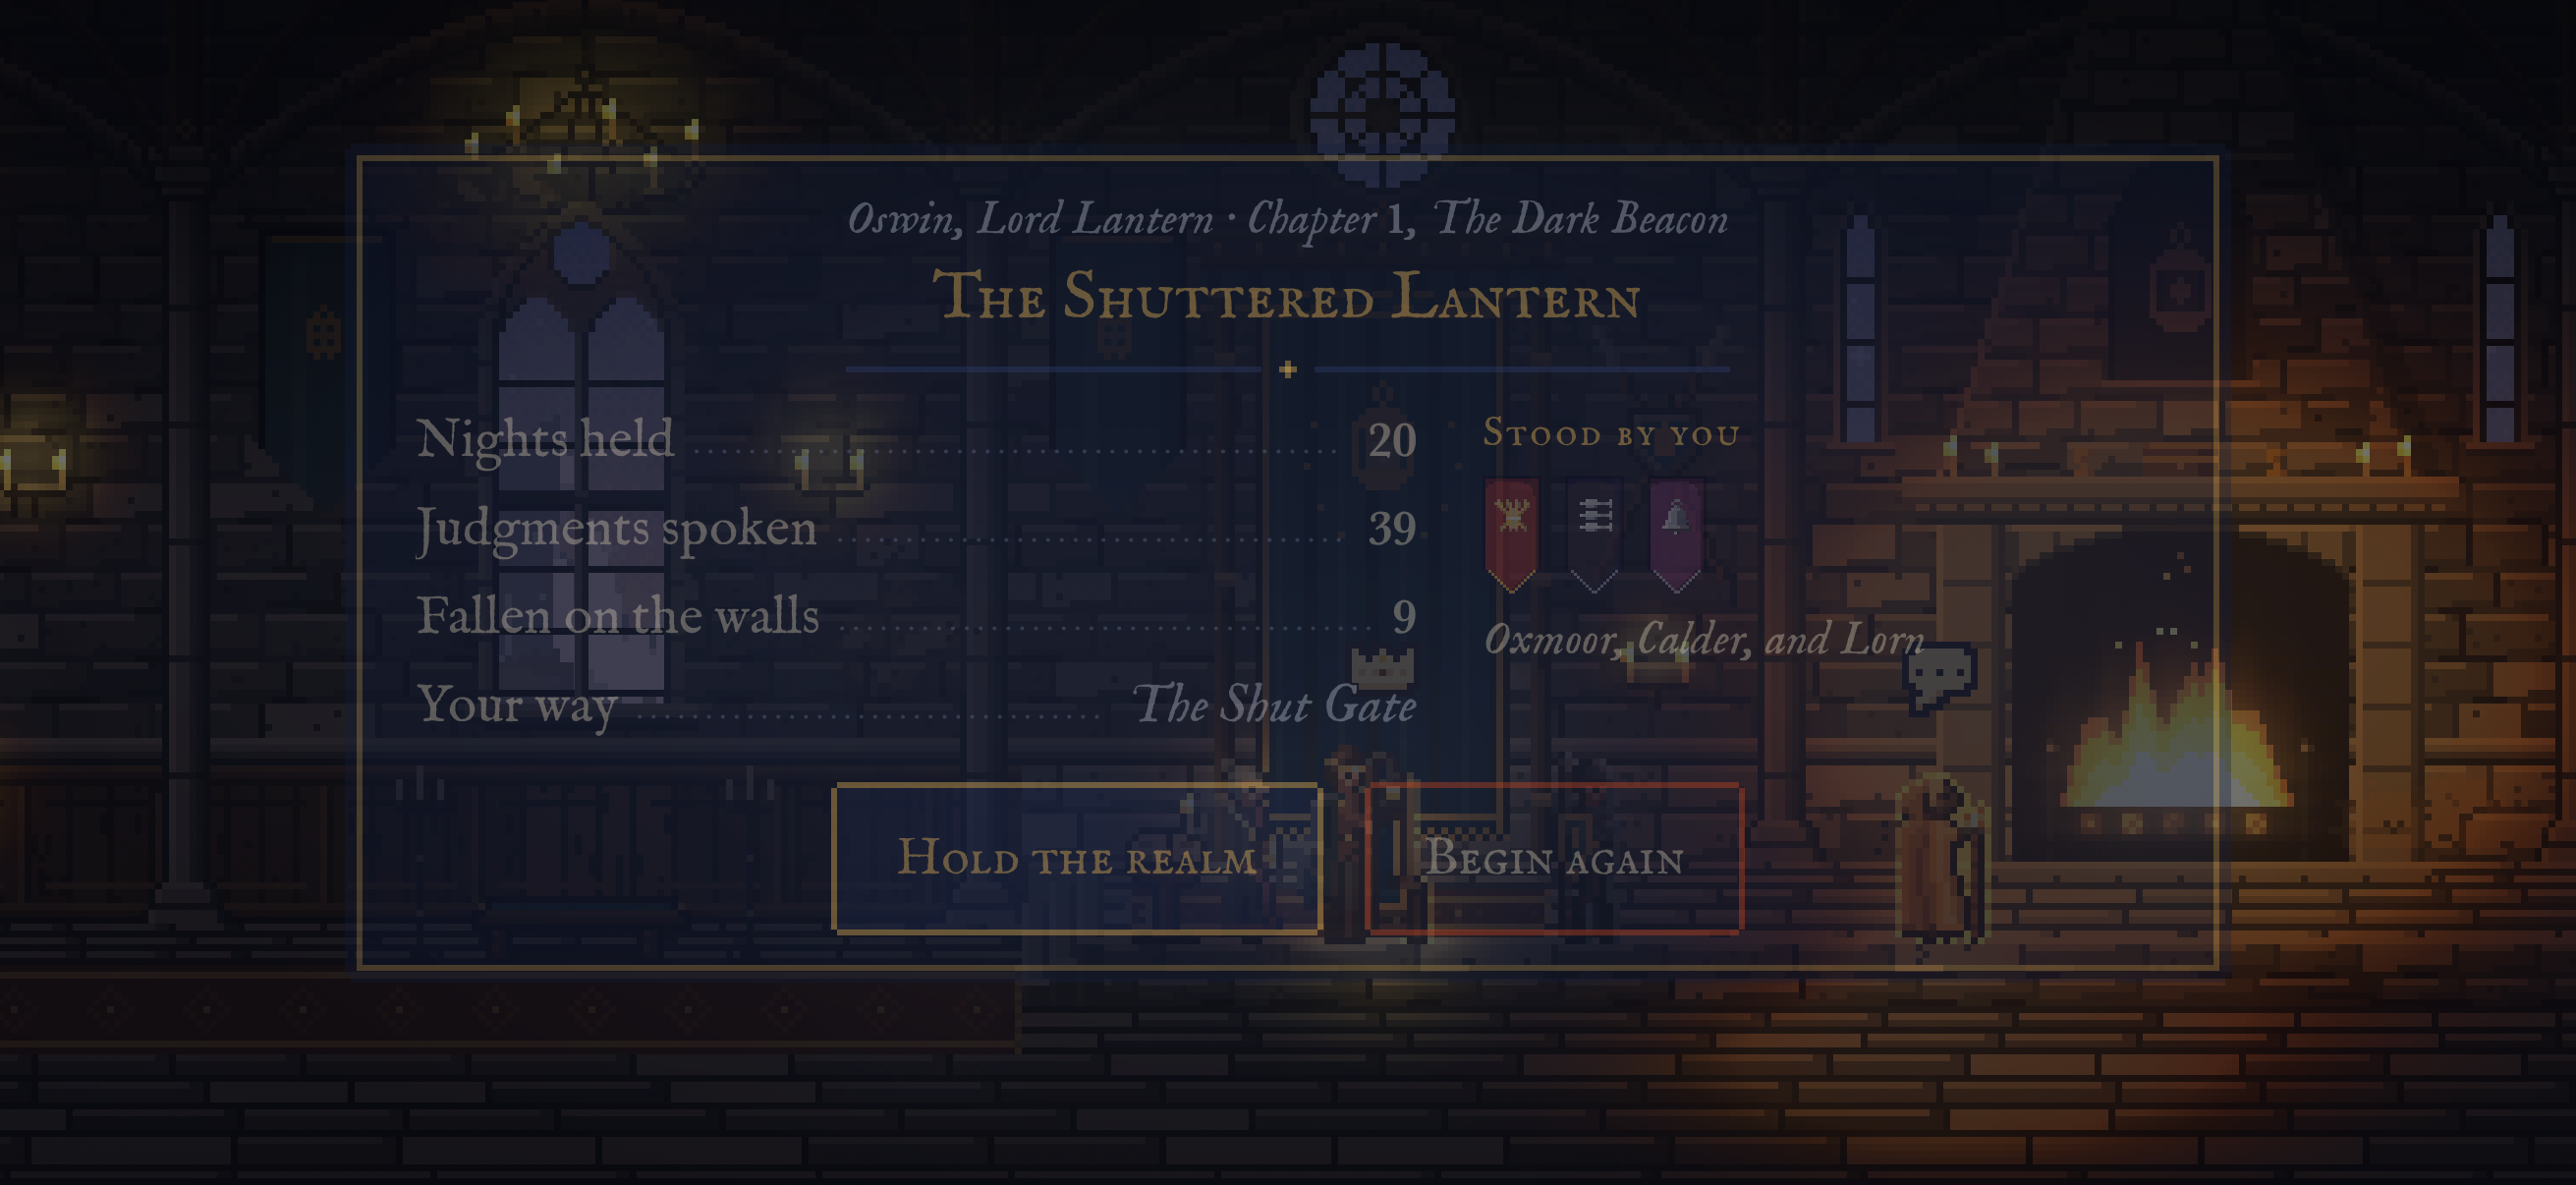 Oswin, Lord Lantern · Chapter 1, The Dark Beacon
The Shuttered Lantern
Nights held 20
Judgments spoken 39
Fallen on the walls 9
Your way The Shut Gate
Stood by you
Oxmoor, Calder, and Lorn
Hold the realm
Begin again